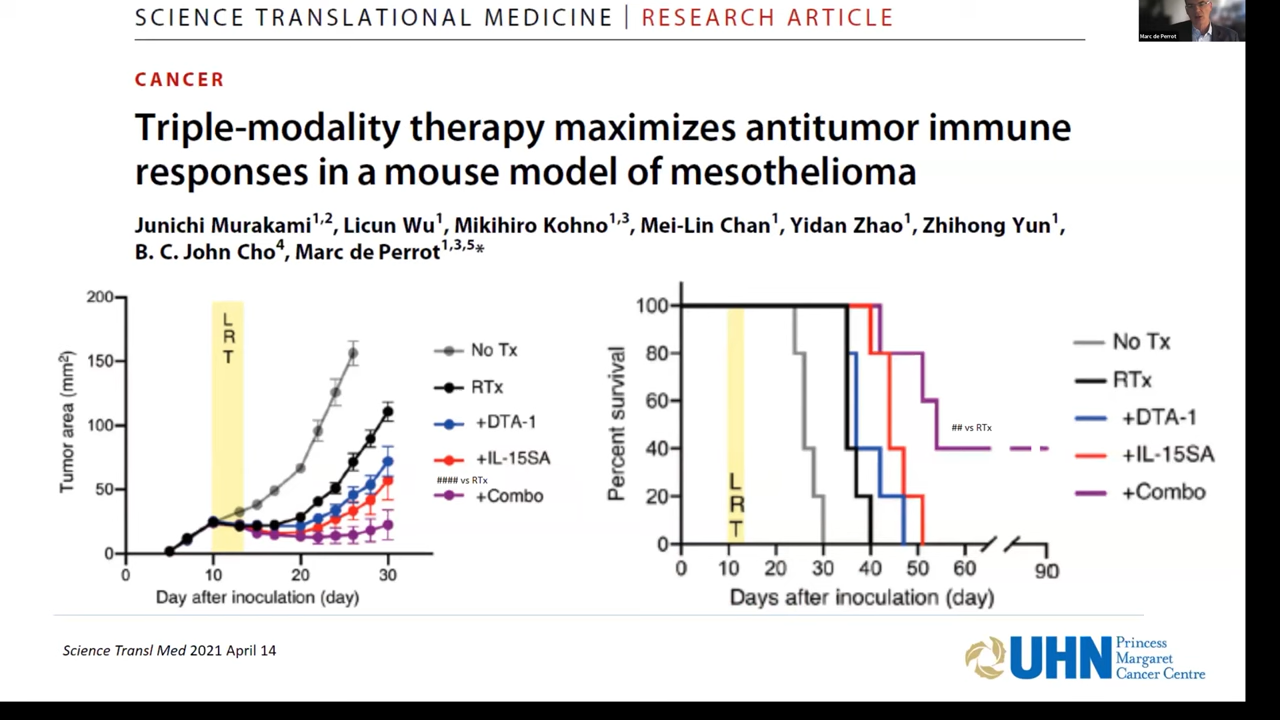 SCIENCE TRANSLATIONAL MEDICINE | RESEARCH ARTICLE
Marc de Perrot
CANCER
Triple-modality therapy maximizes antitumor immune
responses in a mouse model of mesothelioma
Junichi Murakami1,2, Licun Wu1, Mikihiro Kohno1,3, Mei-Lin Chan1, Yidan Zhao1, Zhihong Yun1,
B. C. John Cho4, Marc de Perrot1,3,5*
200
150
100
50
0
Tumor area (mm²)
L
R
T
0 10 20 30
Day after inoculation (day)
No Tx
RTx
+DTA-1
+IL-15SA
#### vs RTx
+Combo
100
80
60
40
20
0
Percent survival
L
R
T
## vs RTx
0 10 20 30 40 50 60 90
Days after inoculation (day)
No Tx
RTx
+DTA-1
+IL-15SA
+Combo
Science Transl Med 2021 April 14
UHN
Princess
Margaret
Cancer Centre